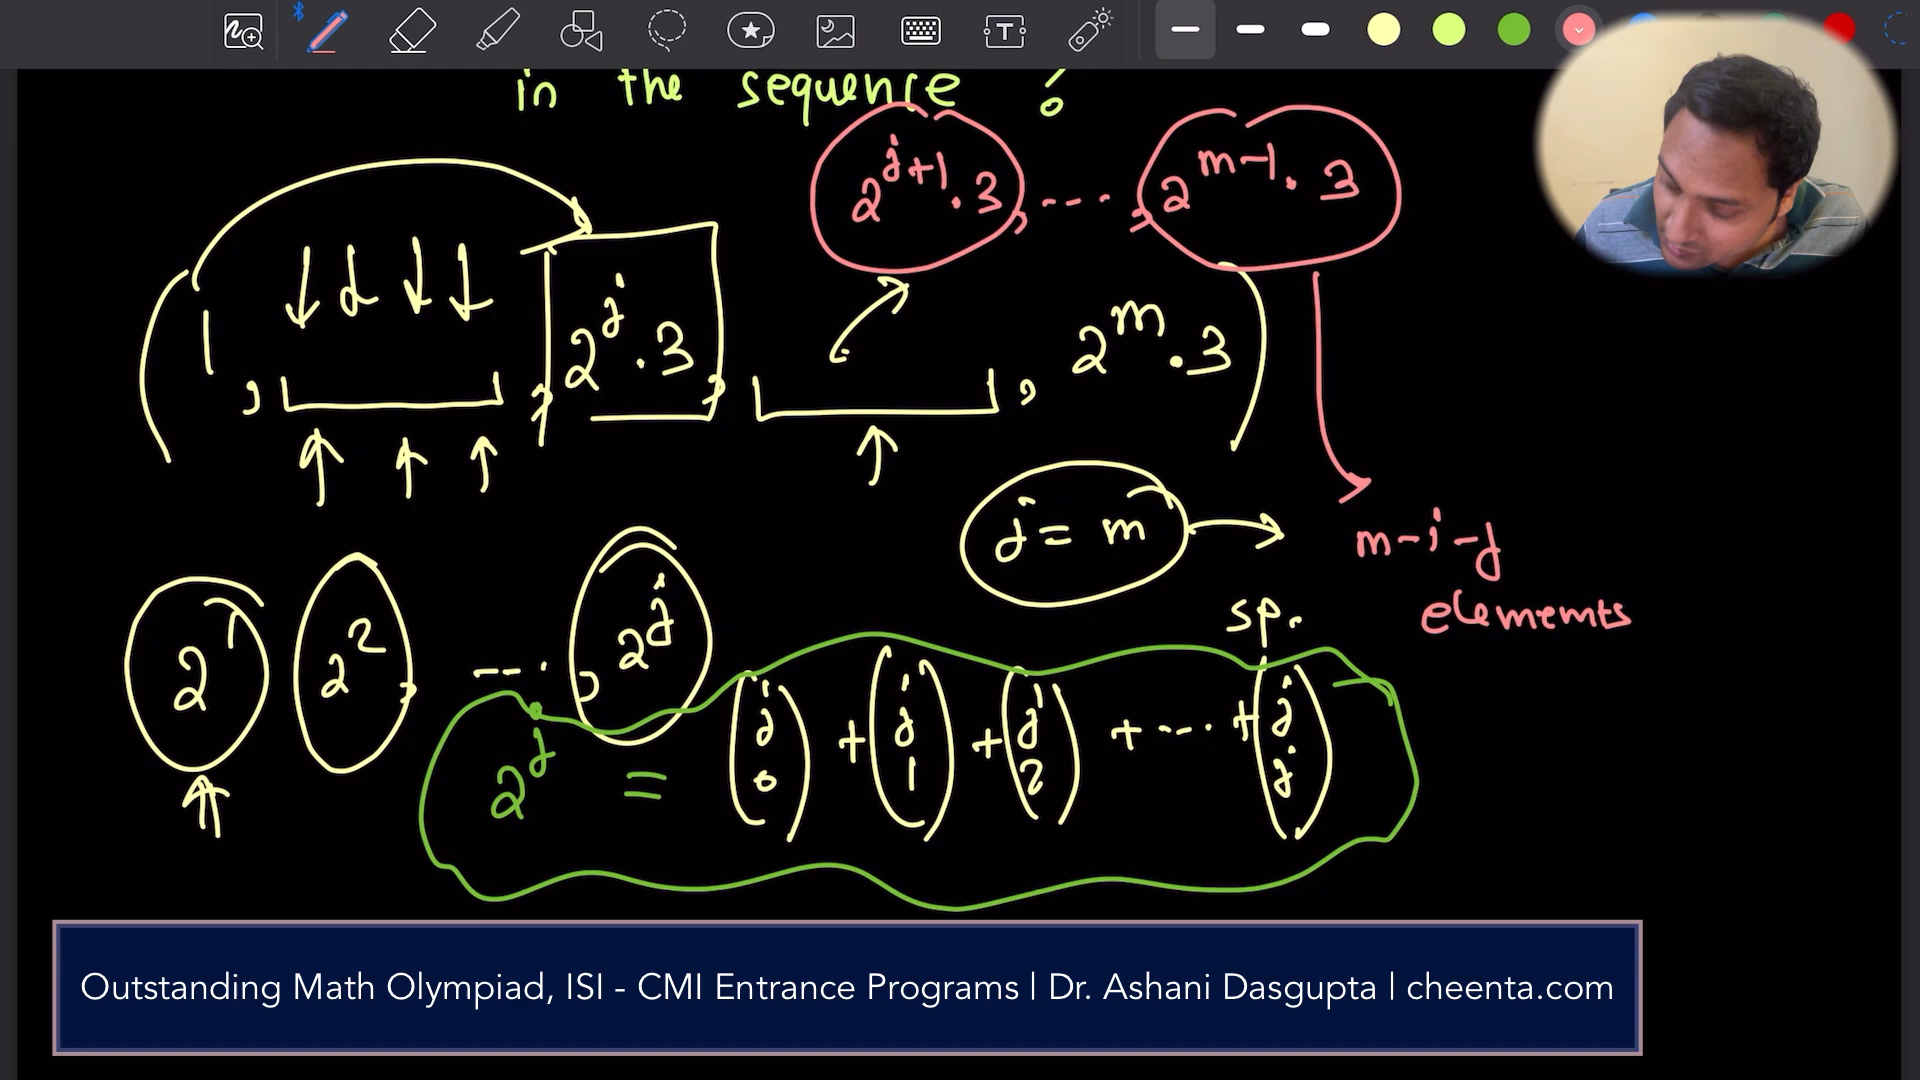 in the sequence ?
2^{j+1} · 3, ---, 2^{m-1} · 3
1, 2^j · 3, , 2^m · 3
j = m
m-i-j
elements
sp.
2^1 2^2, ---, 2^j
2^j = (j 0) + (j 1) + (j 2) + --- + (j j)
Outstanding Math Olympiad, ISI - CMI Entrance Programs | Dr. Ashani Dasgupta | cheenta.com